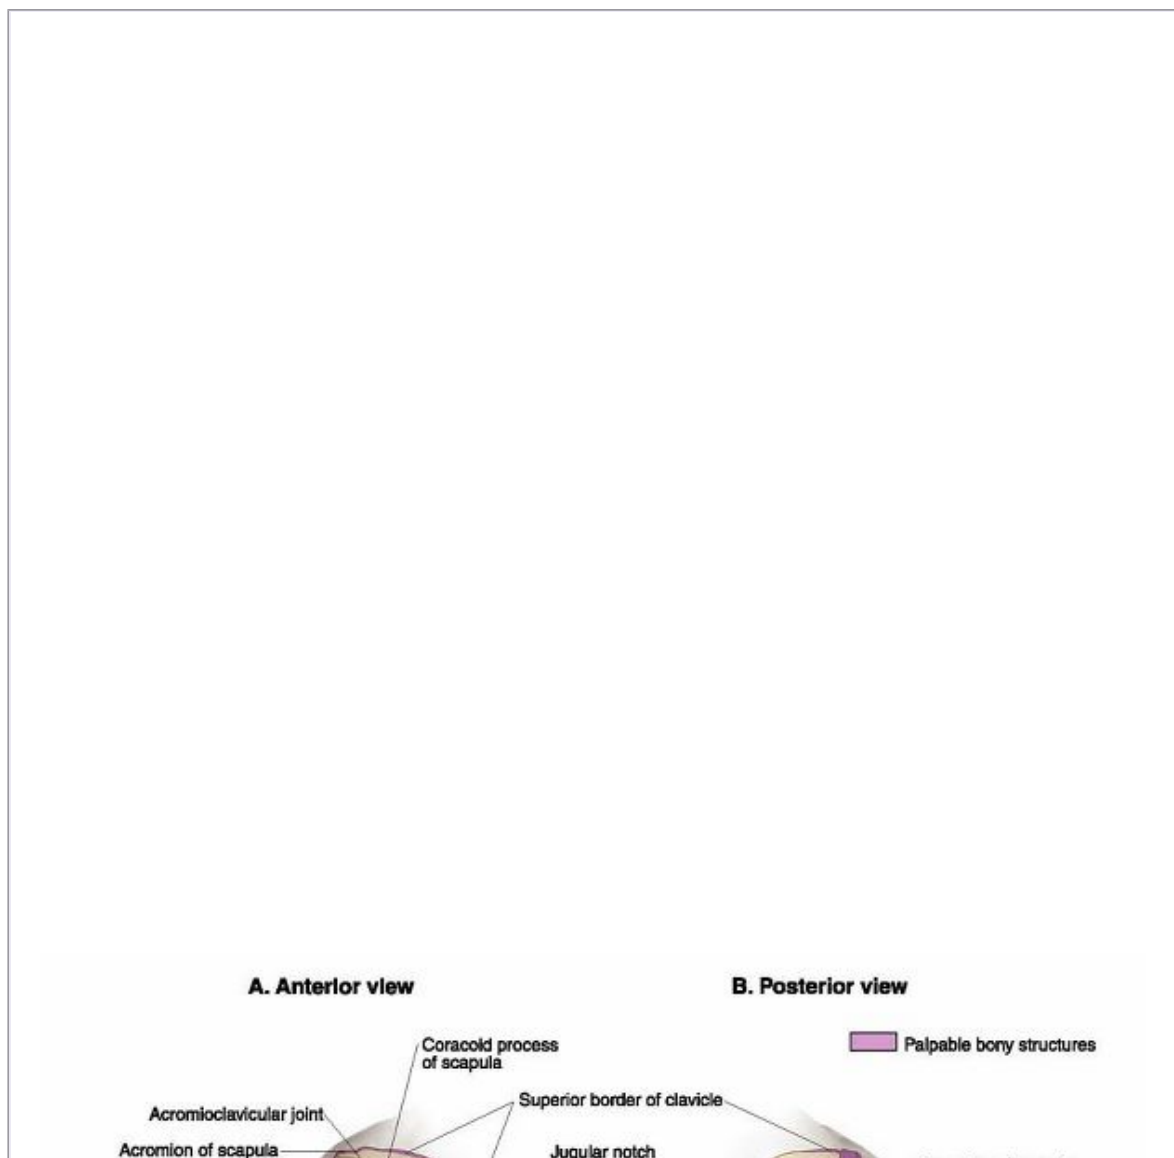 A. Anterior view
B. Posterior view
Coracoid process
of scapula
Palpable bony structures
Superior border of clavicle
Acromioclavicular joint
Acromion of scapula
Jugular notch